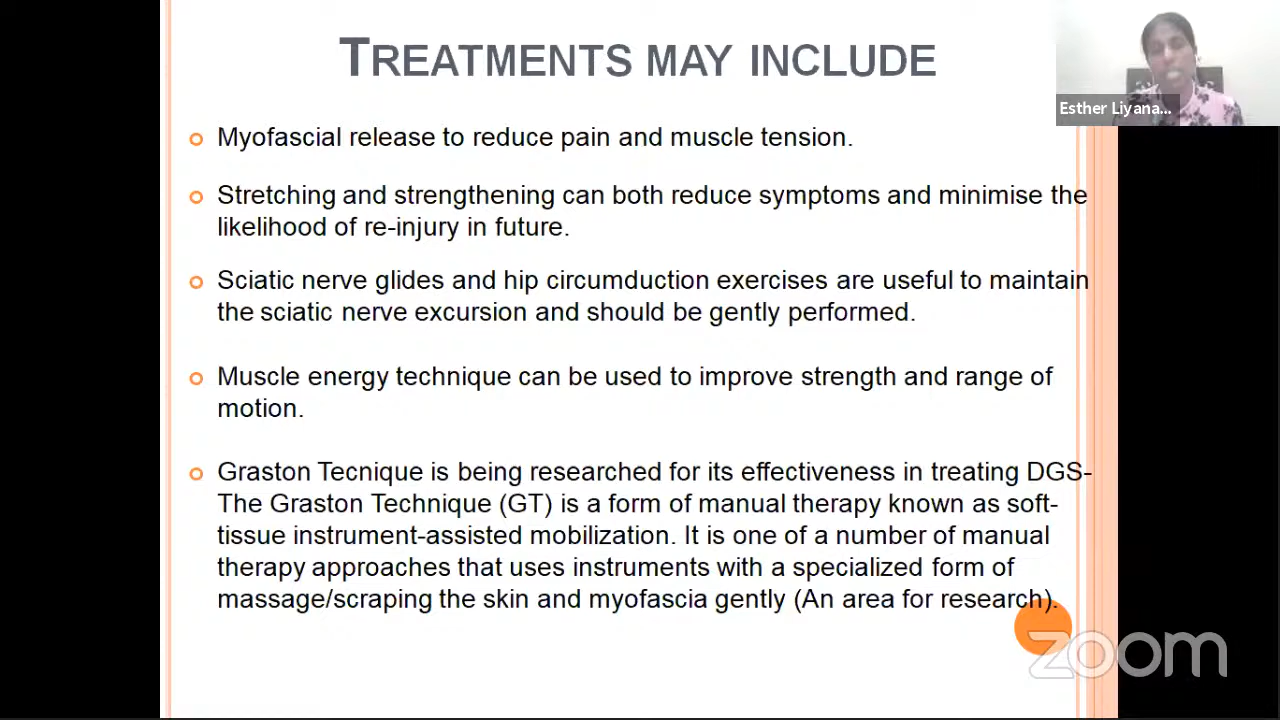 TREATMENTS MAY INCLUDE
Esther Liyana...
Myofascial release to reduce pain and muscle tension.
Stretching and strengthening can both reduce symptoms and minimise the
likelihood of re-injury in future.
Sciatic nerve glides and hip circumduction exercises are useful to maintain
the sciatic nerve excursion and should be gently performed.
Muscle energy technique can be used to improve strength and range of
motion.
Graston Tecnique is being researched for its effectiveness in treating DGS-
The Graston Technique (GT) is a form of manual therapy known as soft-
tissue instrument-assisted mobilization. It is one of a number of manual
therapy approaches that uses instruments with a specialized form of
massage/scraping the skin and myofascia gently (An area for research).
zoom